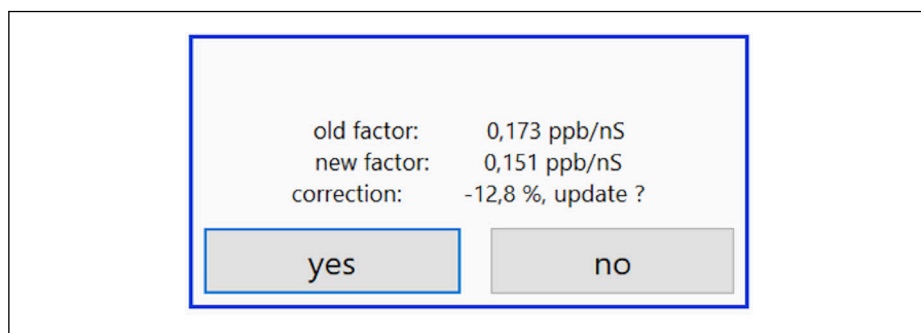 old factor: 0,173 ppb/nS
new factor: 0,151 ppb/nS
correction: -12,8 %, update ?
yes no